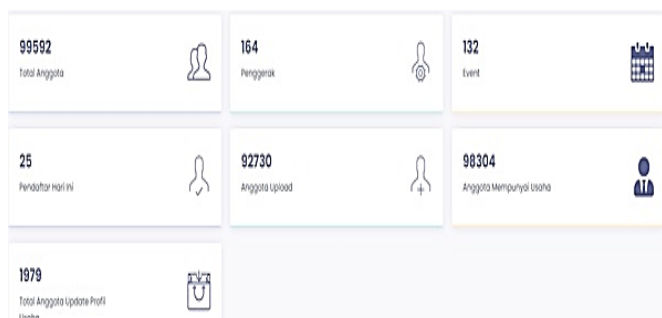 99592
Total Anggota
164
Penggerak
132
Event
25
Pendaftar Hari Ini
92730
Anggota Upload
98304
Anggota Mempunyai Usaha
1979
Total Anggota Update Profil
Usaha